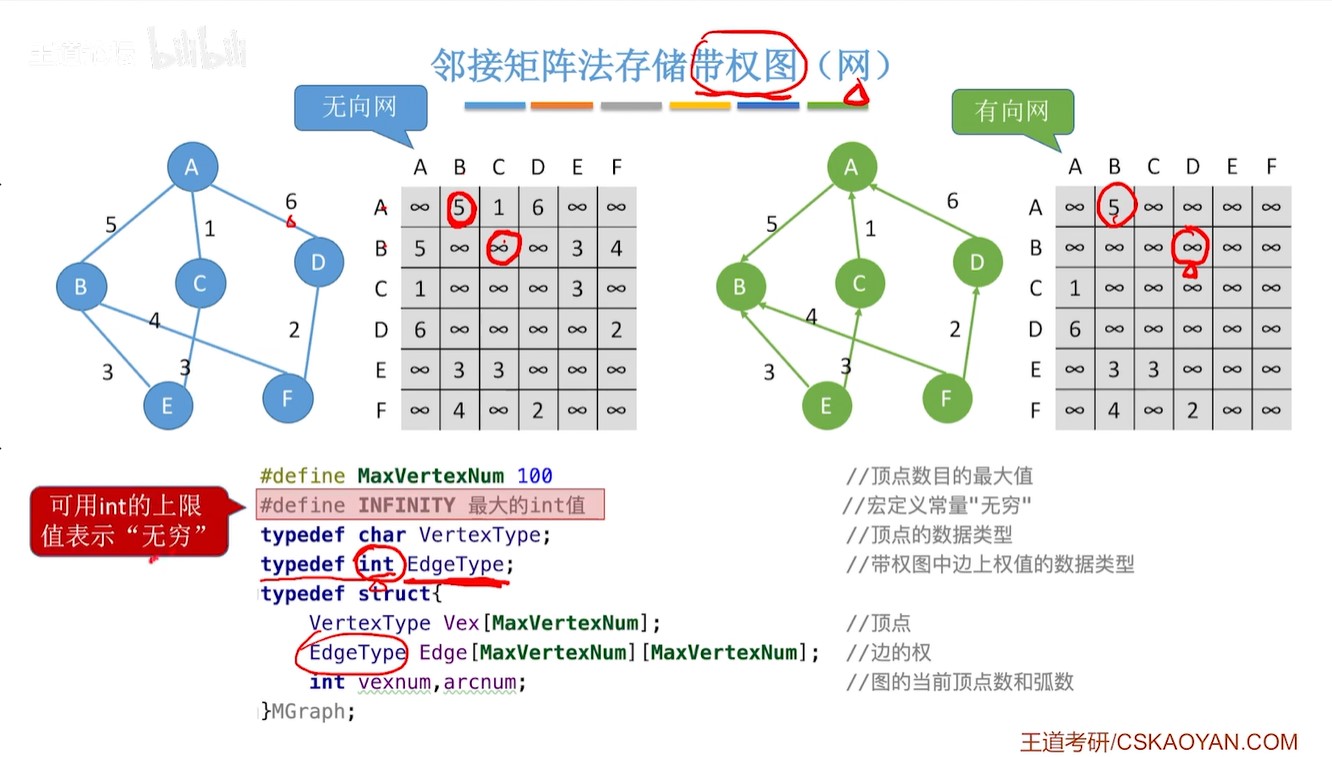 王道论坛 bilibili
邻接矩阵法存储带权图（网）
无向网
有向网
A
B
C
D
E
F
5
1
6
4
3
3
2
A B C D E F
A ∞ 5 1 6 ∞ ∞
B 5 ∞ ∞ ∞ 3 4
C 1 ∞ ∞ ∞ 3 ∞
D 6 ∞ ∞ ∞ ∞ 2
E ∞ 3 3 ∞ ∞ ∞
F ∞ 4 ∞ 2 ∞ ∞
A
B
C
D
E
F
5
1
6
4
3
3
2
A B C D E F
A ∞ 5 ∞ ∞ ∞ ∞
B ∞ ∞ ∞ ∞ ∞ ∞
C 1 ∞ ∞ ∞ ∞ ∞
D 6 ∞ ∞ ∞ ∞ ∞
E ∞ 3 3 ∞ ∞ ∞
F ∞ 4 ∞ 2 ∞ ∞
可用int的上限
值表示“无穷”
#define MaxVertexNum 100 //顶点数目的最大值
#define INFINITY 最大的int值 //宏定义常量"无穷"
typedef char VertexType; //顶点的数据类型
typedef int EdgeType; //带权图中边上权值的数据类型
typedef struct{
VertexType Vex[MaxVertexNum]; //顶点
EdgeType Edge[MaxVertexNum][MaxVertexNum]; //边的权
int vexnum,arcnum; //图的当前顶点数和弧数
}MGraph;
王道考研/CSKAOYAN.COM